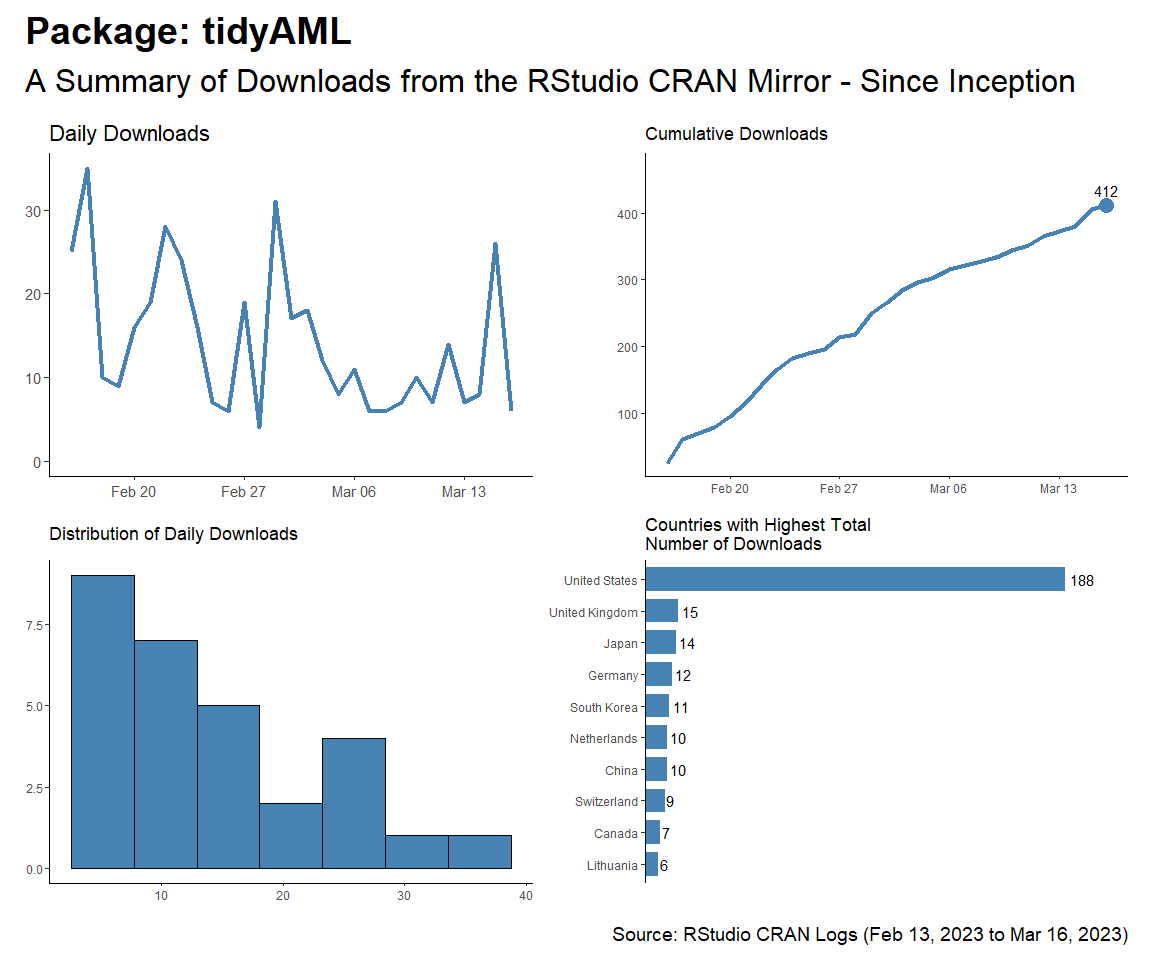 Package: tidyAML
A Summary of Downloads from the RStudio CRAN Mirror - Since Inception
Daily Downloads
30
20
10
0
Feb 20 Feb 27 Mar 06 Mar 13
Cumulative Downloads
412
400
300
200
100
Feb 20 Feb 27 Mar 06 Mar 13
Distribution of Daily Downloads
7.5
5.0
2.5
0.0
10 20 30 40
Countries with Highest Total
Number of Downloads
United States 188
United Kingdom 15
Japan 14
Germany 12
South Korea 11
Netherlands 10
China 10
Switzerland 9
Canada 7
Lithuania 6
Source: RStudio CRAN Logs (Feb 13, 2023 to Mar 16, 2023)